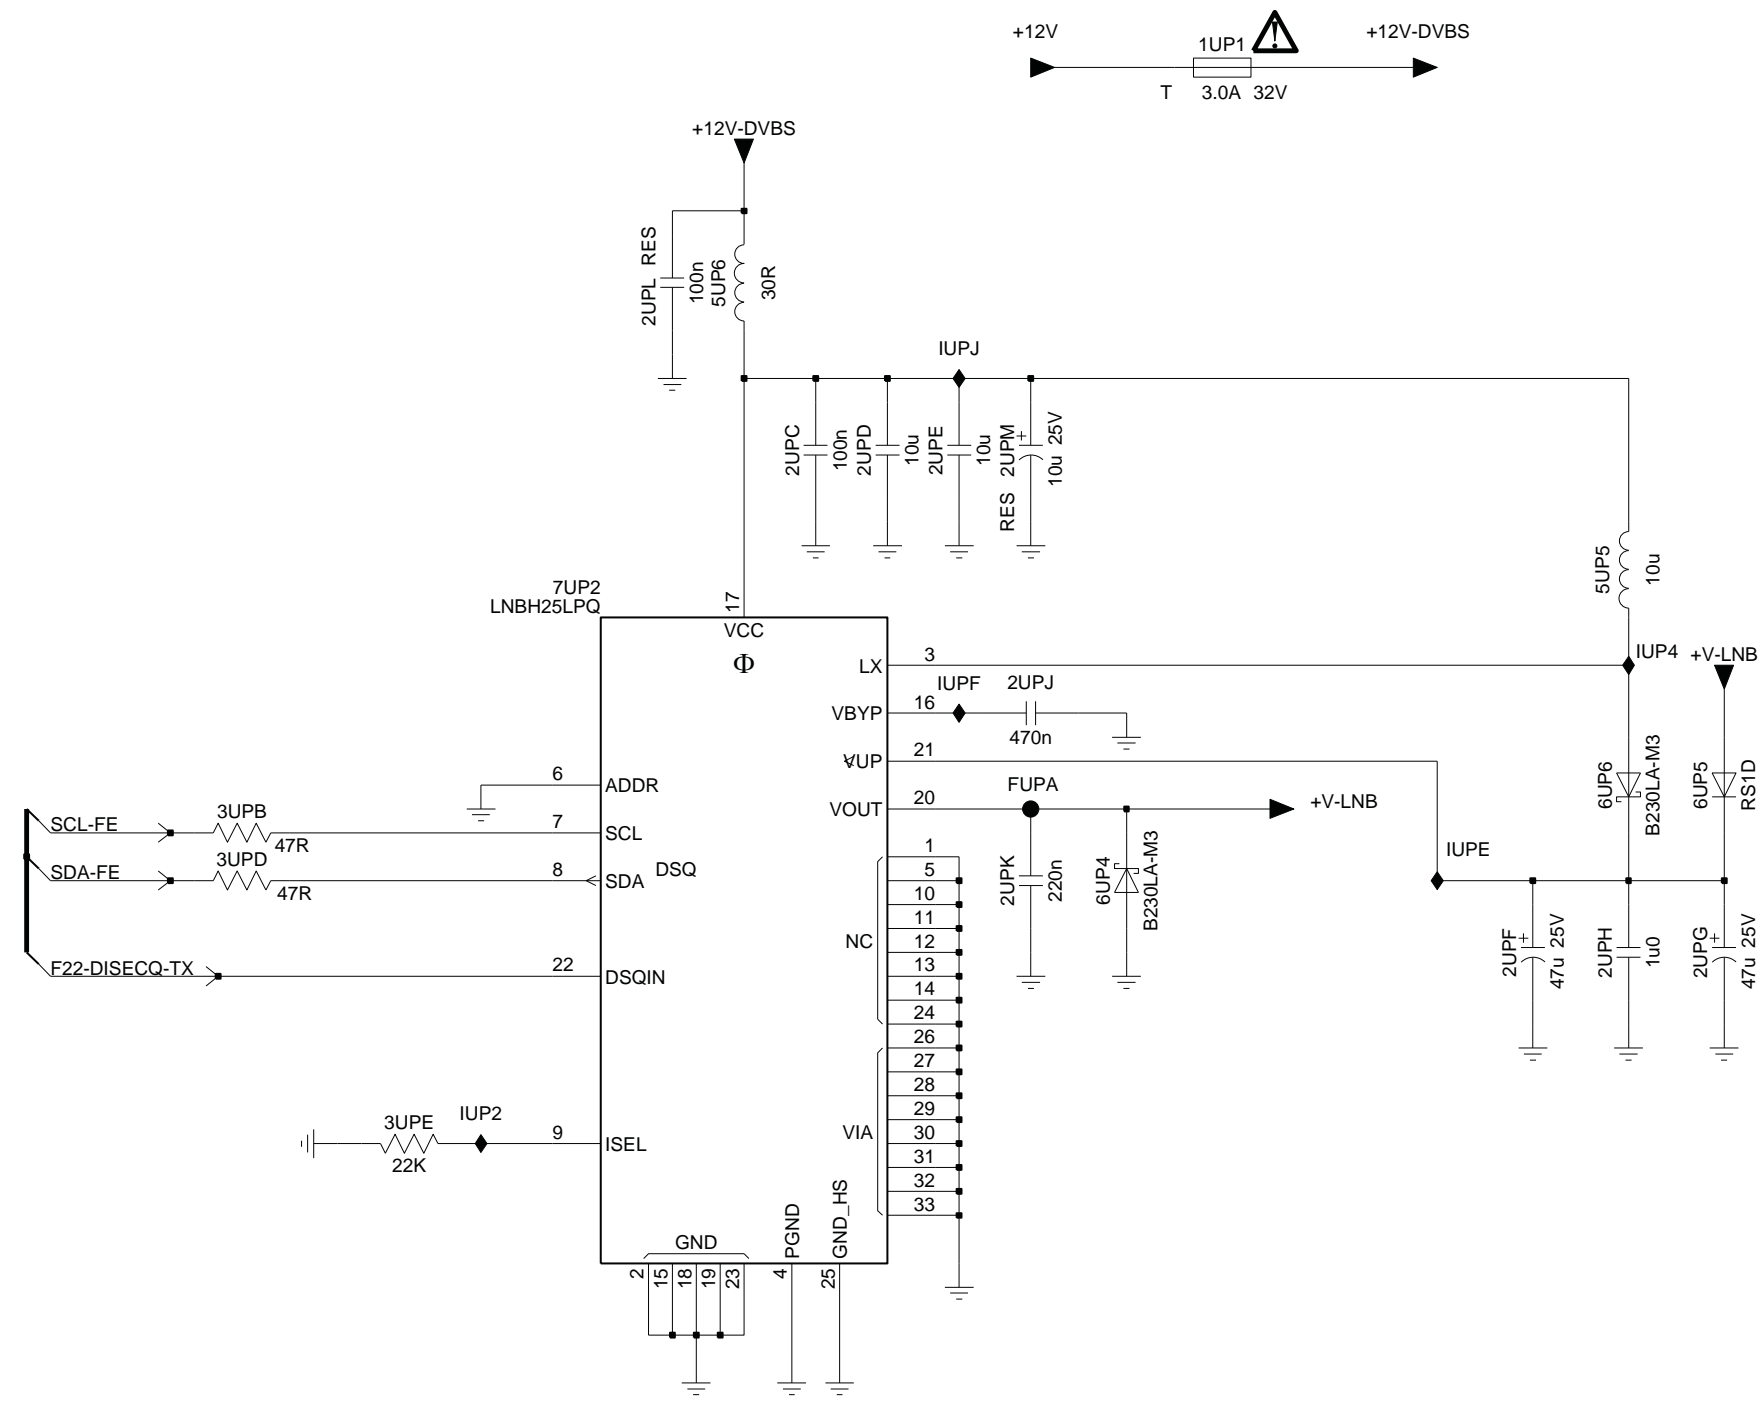 +12V
1UP1
+12V-DVBS
T 3.0A 32V
+12V-DVBS
2UPL RES
100n
5UP6
30R
IUPJ
2UPC
100n
2UPD
10u
2UPE
10u
RES 2UPM
+
10u 25V
5UP5
10u
7UP2
LNBH25LPQ
17
VCC
Φ
LX
3
IUP4
+V-LNB
VBYP
16
IUPF
2UPJ
470n
VUP
21
6UP6
B230LA-M3
6UP5
RS1D
ADDR
6
VOUT
20
FUPA
+V-LNB
SCL-FE
3UPB
47R
7
SCL
SDA-FE
3UPD
47R
8
SDA
DSQ
2UPK
220n
6UP4
B230LA-M3
IUPE
F22-DISECQ-TX
22
DSQIN
NC
1
5
10
11
12
13
14
24
2UPF
+
47u 25V
2UPH
1u0
2UPG
+
47u 25V
VIA
26
27
28
29
30
31
32
33
3UPE
22K
IUP2
9
ISEL
GND
PGND
GND_HS
2
15
18
19
23
4
25